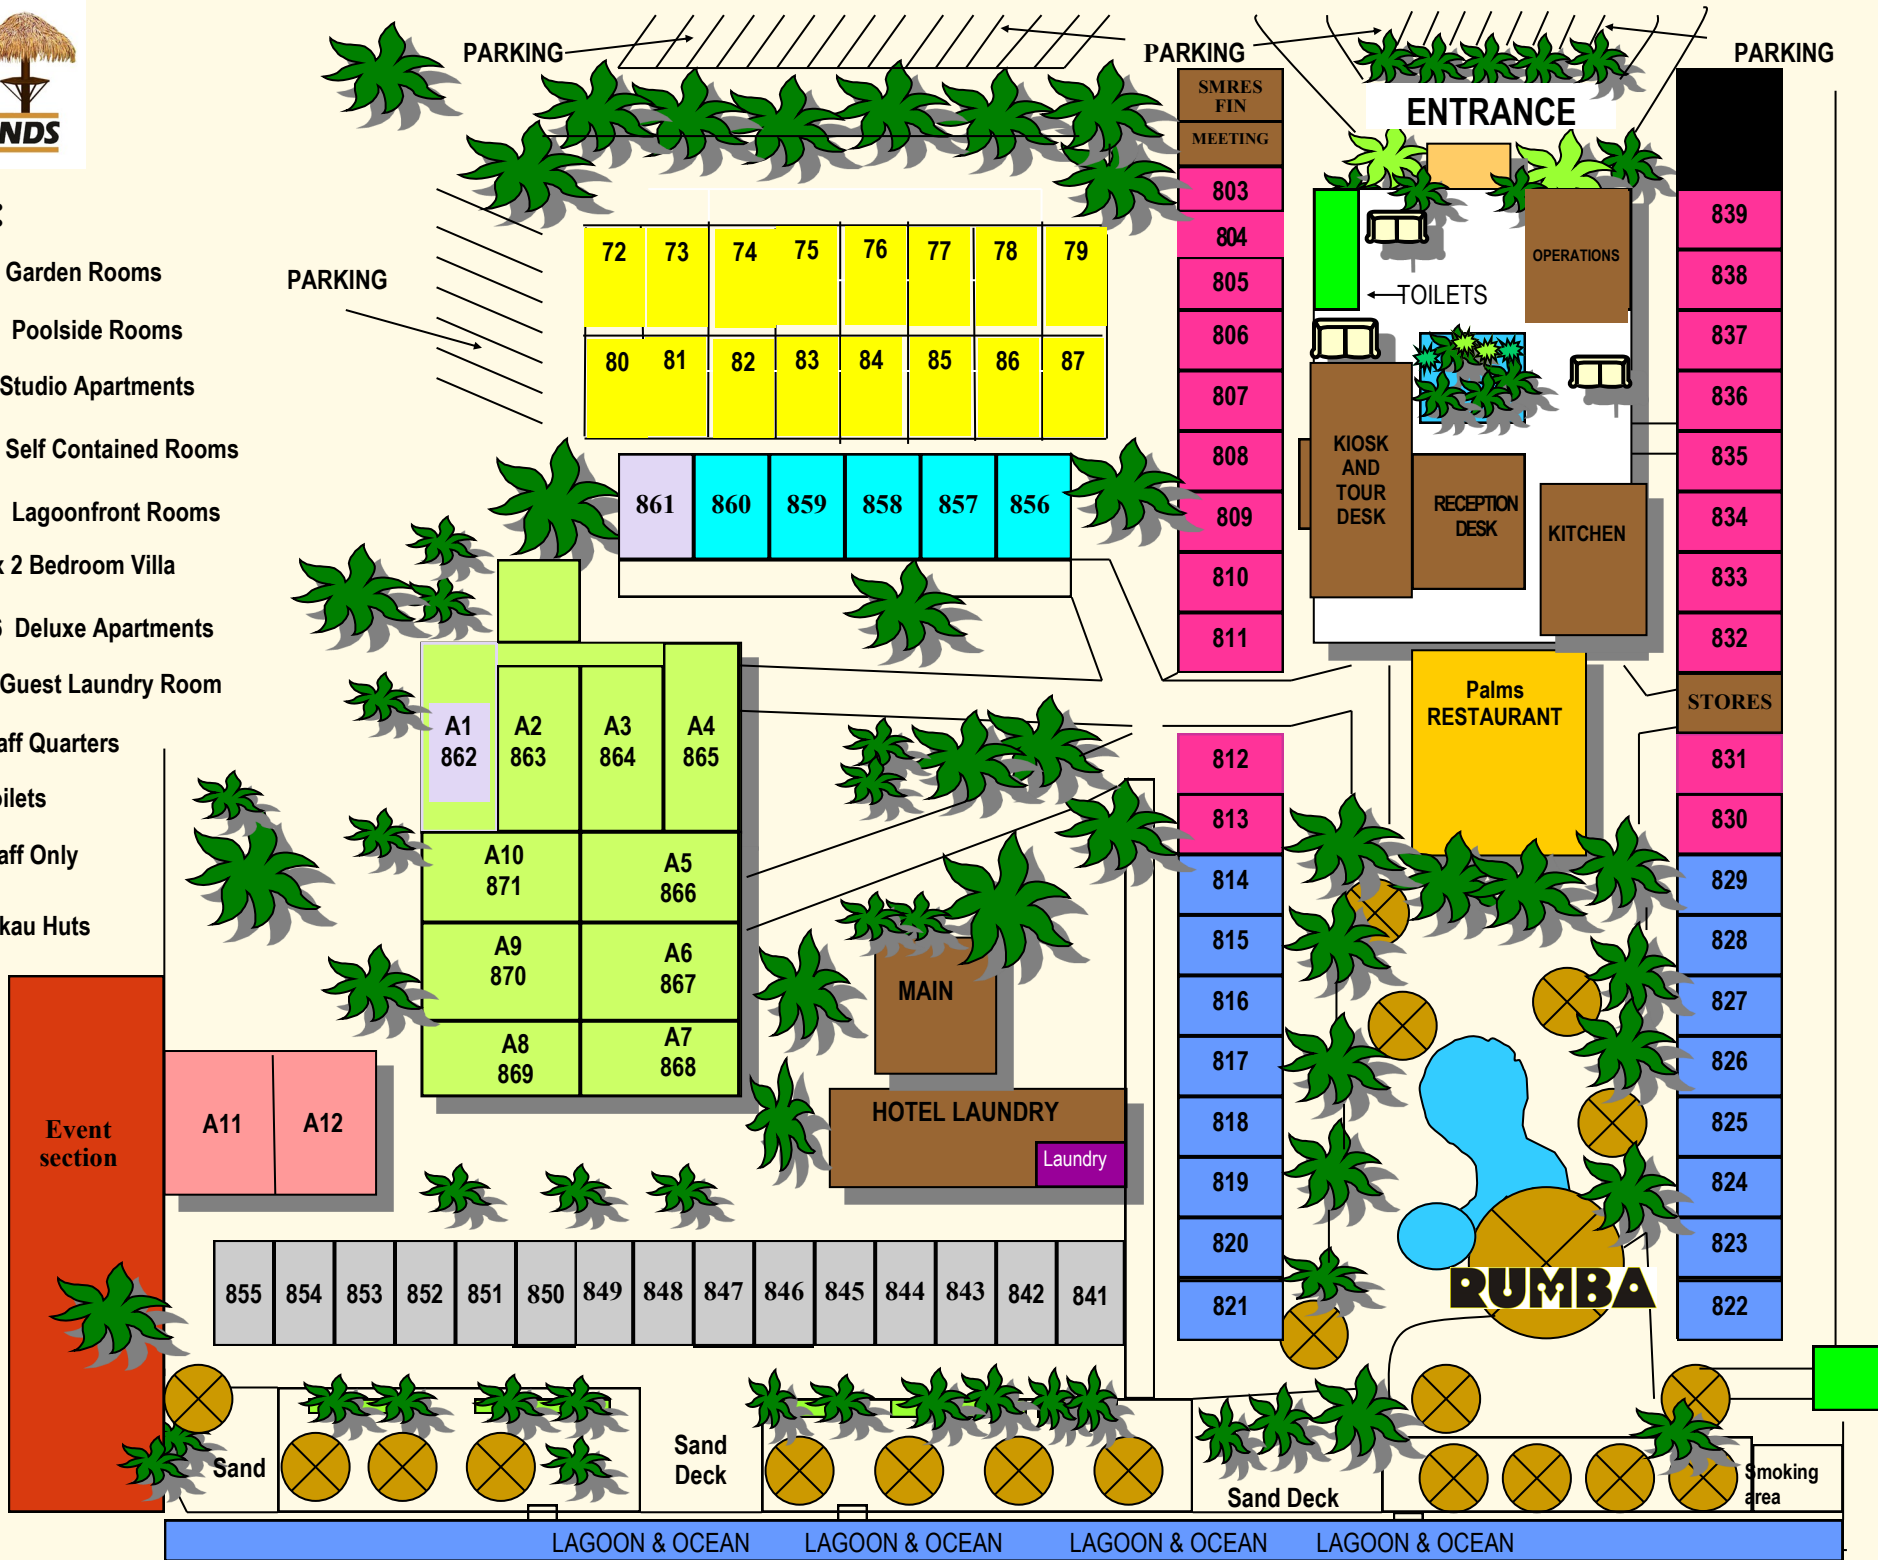 NDS
:
Garden Rooms
Poolside Rooms
Studio Apartments
Self Contained Rooms
Lagoonfront Rooms
x 2 Bedroom Villa
Deluxe Apartments
Guest Laundry Room
aff Quarters
oilets
aff Only
kau Huts
PARKING
PARKING
PARKING
PARKING
ENTRANCE
SMRES
FIN
MEETING
803
804
805
806
807
808
809
810
811
812
813
814
815
816
817
818
819
820
821
72 73 74 75 76 77 78 79
80 81 82 83 84 85 86 87
861 860 859 858 857 856
TOILETS
OPERATIONS
KIOSK
AND
TOUR
DESK
RECEPTION
DESK
KITCHEN
Palms
RESTAURANT
839
838
837
836
835
834
833
832
STORES
831
830
829
828
827
826
825
824
823
822
A1
862
A2
863
A3
864
A4
865
A10
871
A5
866
A9
870
A6
867
A8
869
A7
868
MAIN
HOTEL LAUNDRY
Laundry
Event
section
A11 A12
855 854 853 852 851 850 849 848 847 846 845 844 843 842 841
RUMBA
Sand
Sand
Deck
Sand Deck
Smoking
area
LAGOON & OCEAN LAGOON & OCEAN LAGOON & OCEAN LAGOON & OCEAN